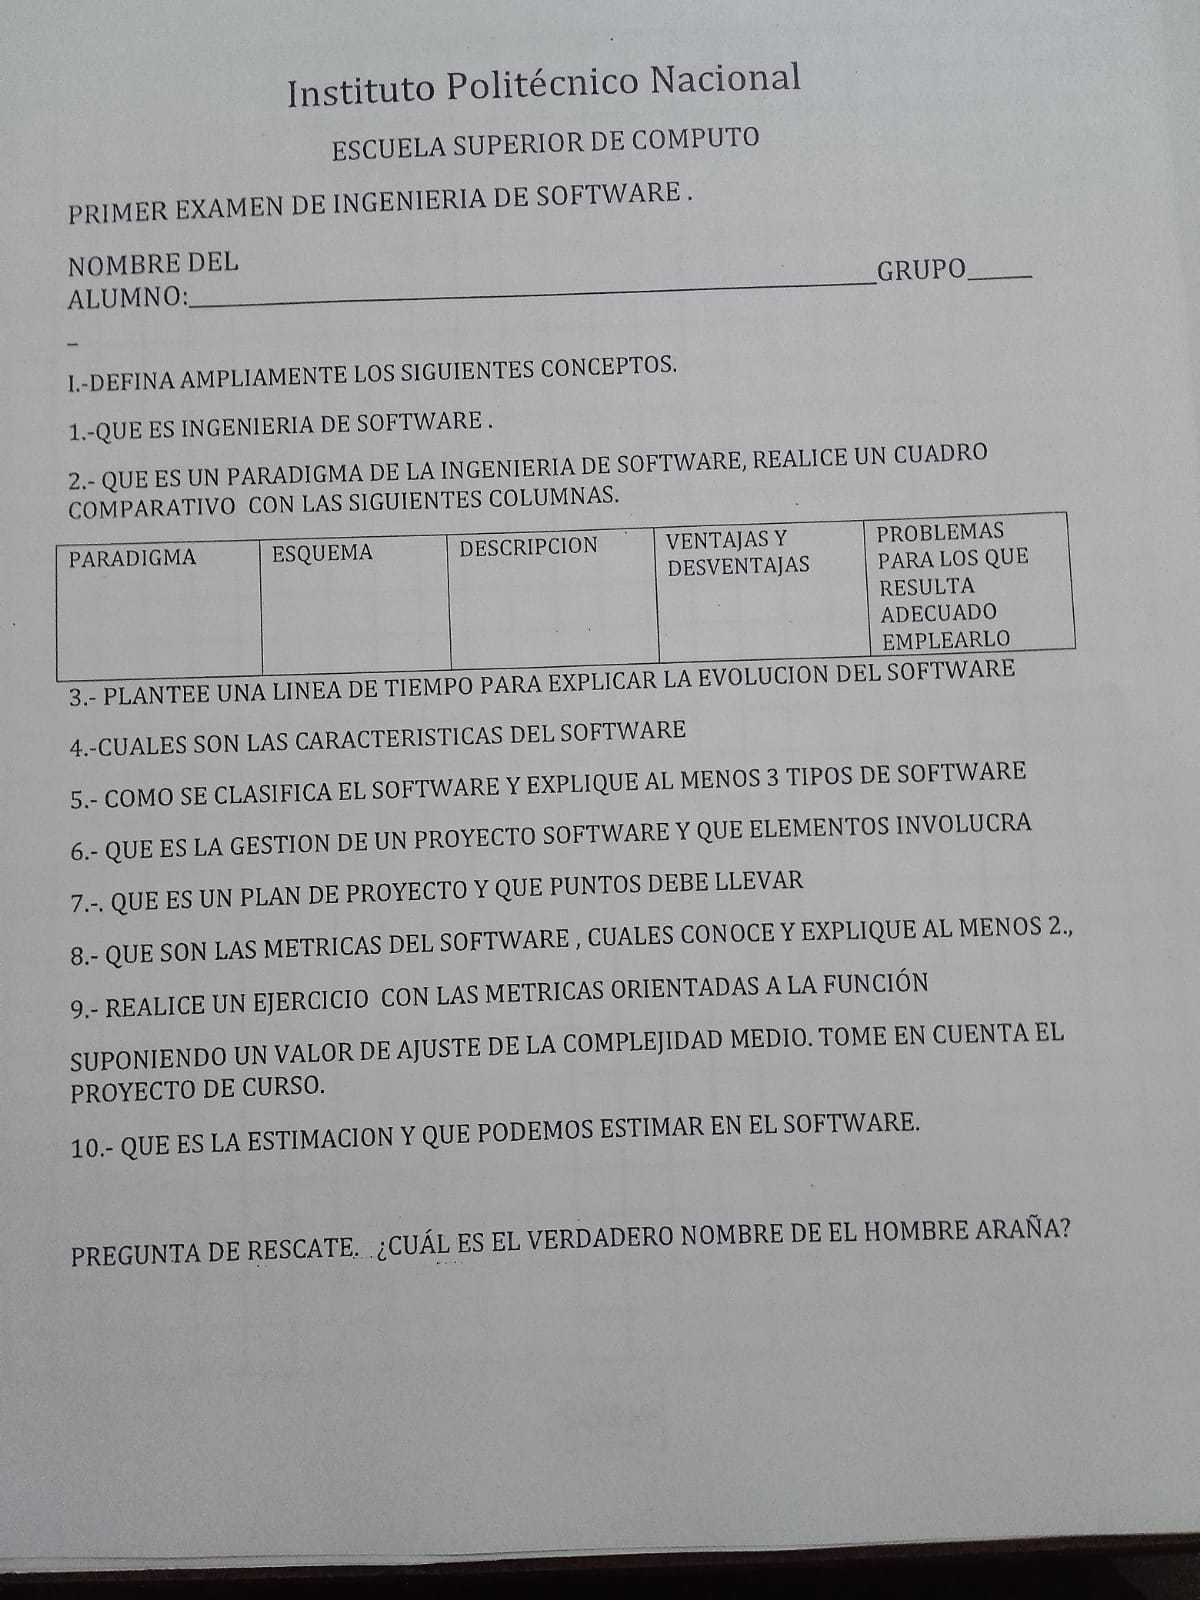 Instituto Politécnico Nacional
ESCUELA SUPERIOR DE COMPUTO
PRIMER EXAMEN DE INGENIERIA DE SOFTWARE .
NOMBRE DEL
ALUMNO:_____________________________GRUPO_____
_
I.-DEFINA AMPLIAMENTE LOS SIGUIENTES CONCEPTOS.
1.-QUE ES INGENIERIA DE SOFTWARE .
2.- QUE ES UN PARADIGMA DE LA INGENIERIA DE SOFTWARE, REALICE UN CUADRO
COMPARATIVO CON LAS SIGUIENTES COLUMNAS.
PARADIGMA
ESQUEMA
DESCRIPCION
VENTAJAS Y
DESVENTAJAS
PROBLEMAS
PARA LOS QUE
RESULTA
ADECUADO
EMPLEARLO
3.- PLANTEE UNA LINEA DE TIEMPO PARA EXPLICAR LA EVOLUCION DEL SOFTWARE
4.-CUALES SON LAS CARACTERISTICAS DEL SOFTWARE
5.- COMO SE CLASIFICA EL SOFTWARE Y EXPLIQUE AL MENOS 3 TIPOS DE SOFTWARE
6.- QUE ES LA GESTION DE UN PROYECTO SOFTWARE Y QUE ELEMENTOS INVOLUCRA
7.-. QUE ES UN PLAN DE PROYECTO Y QUE PUNTOS DEBE LLEVAR
8.- QUE SON LAS METRICAS DEL SOFTWARE , CUALES CONOCE Y EXPLIQUE AL MENOS 2.,
9.- REALICE UN EJERCICIO CON LAS METRICAS ORIENTADAS A LA FUNCIÓN
SUPONIENDO UN VALOR DE AJUSTE DE LA COMPLEJIDAD MEDIO. TOME EN CUENTA EL
PROYECTO DE CURSO.
10.- QUE ES LA ESTIMACION Y QUE PODEMOS ESTIMAR EN EL SOFTWARE.
PREGUNTA DE RESCATE. ¿CUÁL ES EL VERDADERO NOMBRE DE EL HOMBRE ARAÑA?